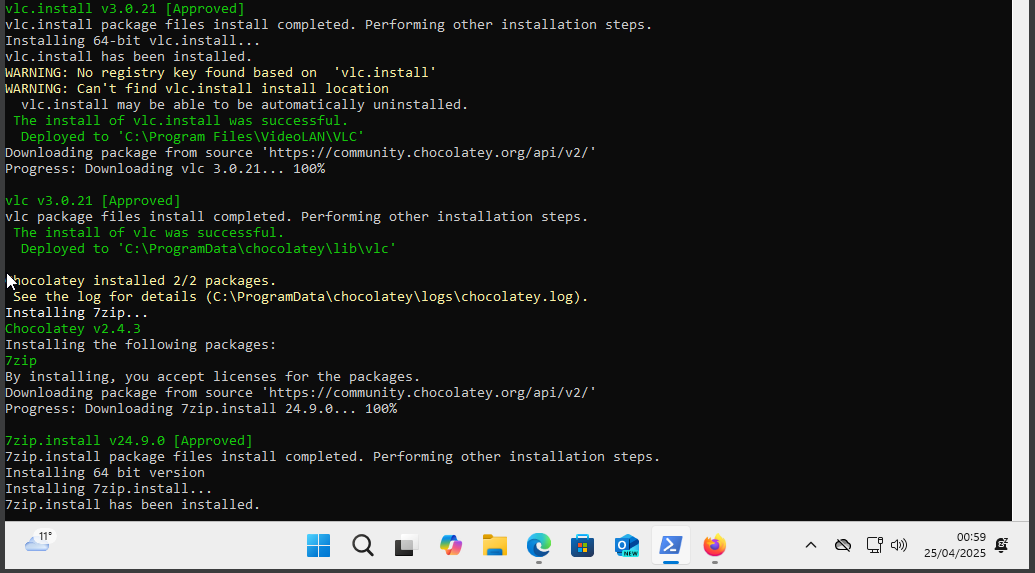 vlc.install v3.0.21 [Approved]
vlc.install package files install completed. Performing other installation steps.
Installing 64-bit vlc.install...
vlc.install has been installed.
WARNING: No registry key found based on  'vlc.install'
WARNING: Can't find vlc.install install location
  vlc.install may be able to be automatically uninstalled.
 The install of vlc.install was successful.
  Deployed to 'C:\Program Files\VideoLAN\VLC'
Downloading package from source 'https://community.chocolatey.org/api/v2/'
Progress: Downloading vlc 3.0.21... 100%

vlc v3.0.21 [Approved]
vlc package files install completed. Performing other installation steps.
 The install of vlc was successful.
  Deployed to 'C:\ProgramData\chocolatey\lib\vlc'

Chocolatey installed 2/2 packages.
 See the log for details (C:\ProgramData\chocolatey\logs\chocolatey.log).
Installing 7zip...
Chocolatey v2.4.3
Installing the following packages:
7zip
By installing, you accept licenses for the packages.
Downloading package from source 'https://community.chocolatey.org/api/v2/'
Progress: Downloading 7zip.install 24.9.0... 100%

7zip.install v24.9.0 [Approved]
7zip.install package files install completed. Performing other installation steps.
Installing 64 bit version
Installing 7zip.install...
7zip.install has been installed.
11°
NEW
00:59
25/04/2025